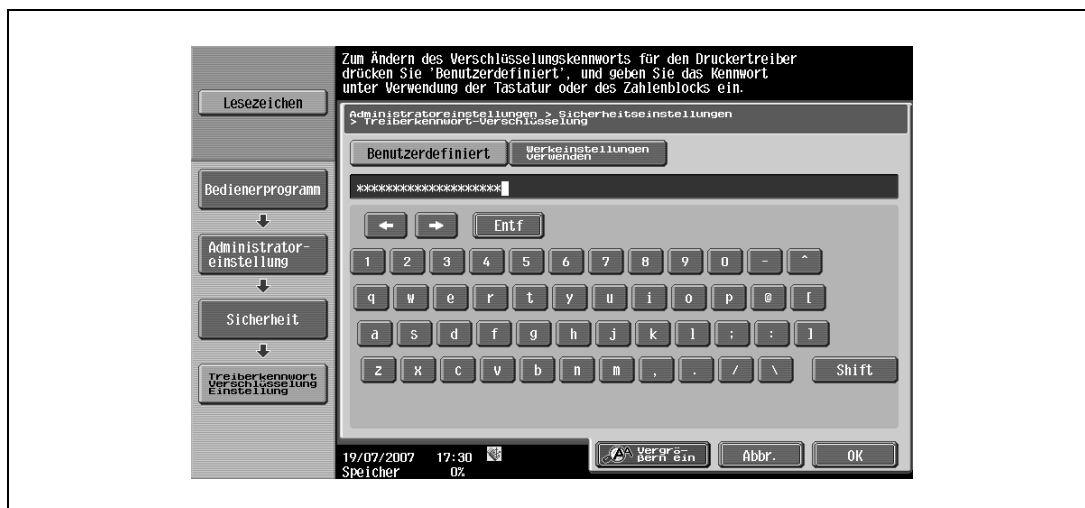 Zum Ändern des Verschlüsselungskennworts für den Druckertreiber
drücken Sie 'Benutzerdefiniert', und geben Sie das Kennwort
unter Verwendung der Tastatur oder des Zahlenblocks ein.
Lesezeichen
Administratoreinstellungen > Sicherheitseinstellungen
> Treiberkennwort-Verschlüsselung
Benutzerdefiniert
Werkeinstellungen
verwenden
Bedienerprogramm
********************
Entf
Administrator-
einstellung
1 2 3 4 5 6 7 8 9 0 - ^
q w e r t y u i o p @ [
Sicherheit
a s d f g h j k l ; : ]
z x c v b n m , . / \ Shift
Treiberkennwort
Verschlüsselung
Einstellung
19/07/2007 17:30
Speicher 0%
Vergrö-
ßern ein
Abbr.
OK